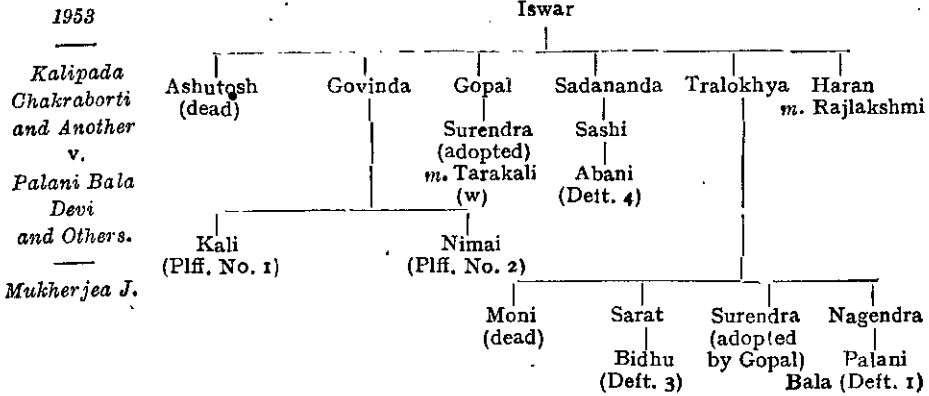 1953
Kalipada
Chakraborti
and Another
v.
Palani Bala
Devi
and Others.
Mukherjea J.
Iswar
Ashutosh Govinda Gopal Sadananda Tralokhya Haran
(dead) m. Rajlakshmi
Surendra Sashi
(adopted)
m. Tarakali Abani
(w) (Deft. 4)
Kali Nimai
(Plff. No. 1) (Plff. No. 2)
Moni Sarat Surendra Nagendra
(dead) (adopted
Bidhu by Gopal) Palani
(Deft. 3) Bala (Deft. 1)